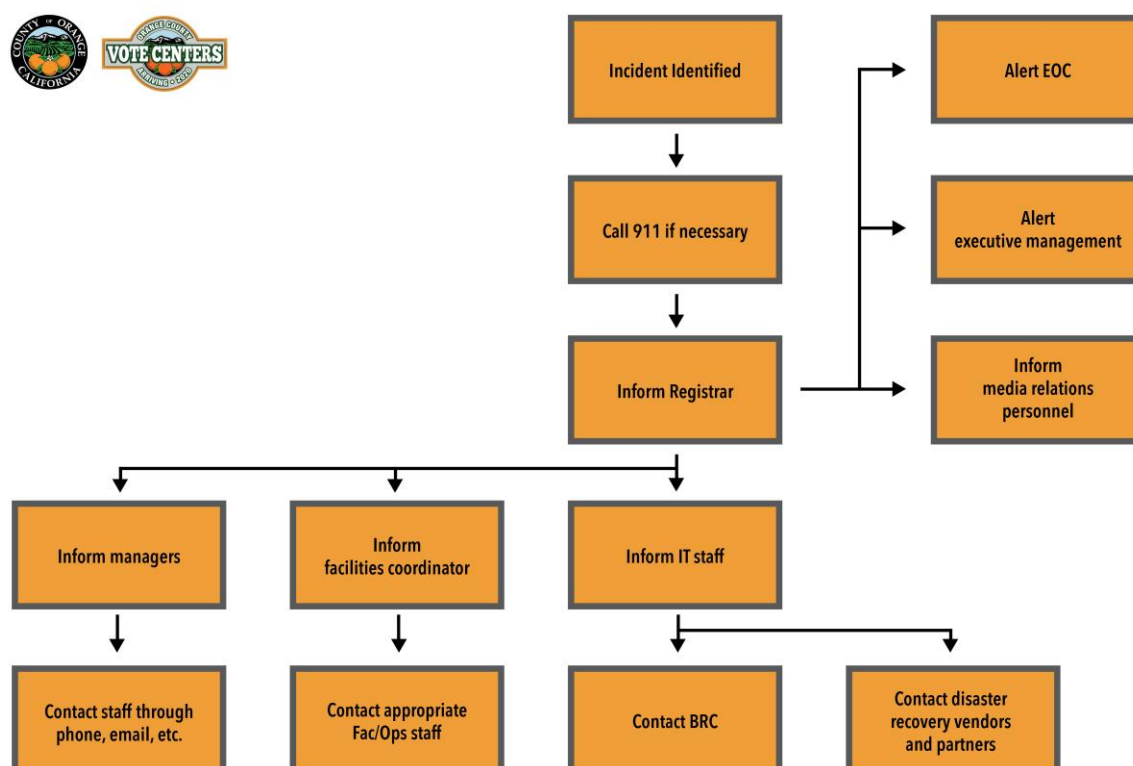 COUNTY OF ORANGE
CALIFORNIA
ORANGE COUNTY
VOTE CENTERS
ARRIVING • 2020
Incident Identified
Alert EOC
Call 911 if necessary
Alert
executive management
Inform Registrar
Inform
media relations
personnel
Inform managers
Inform
facilities coordinator
Inform IT staff
Contact staff through
phone, email, etc.
Contact appropriate
Fac/Ops staff
Contact BRC
Contact disaster
recovery vendors
and partners